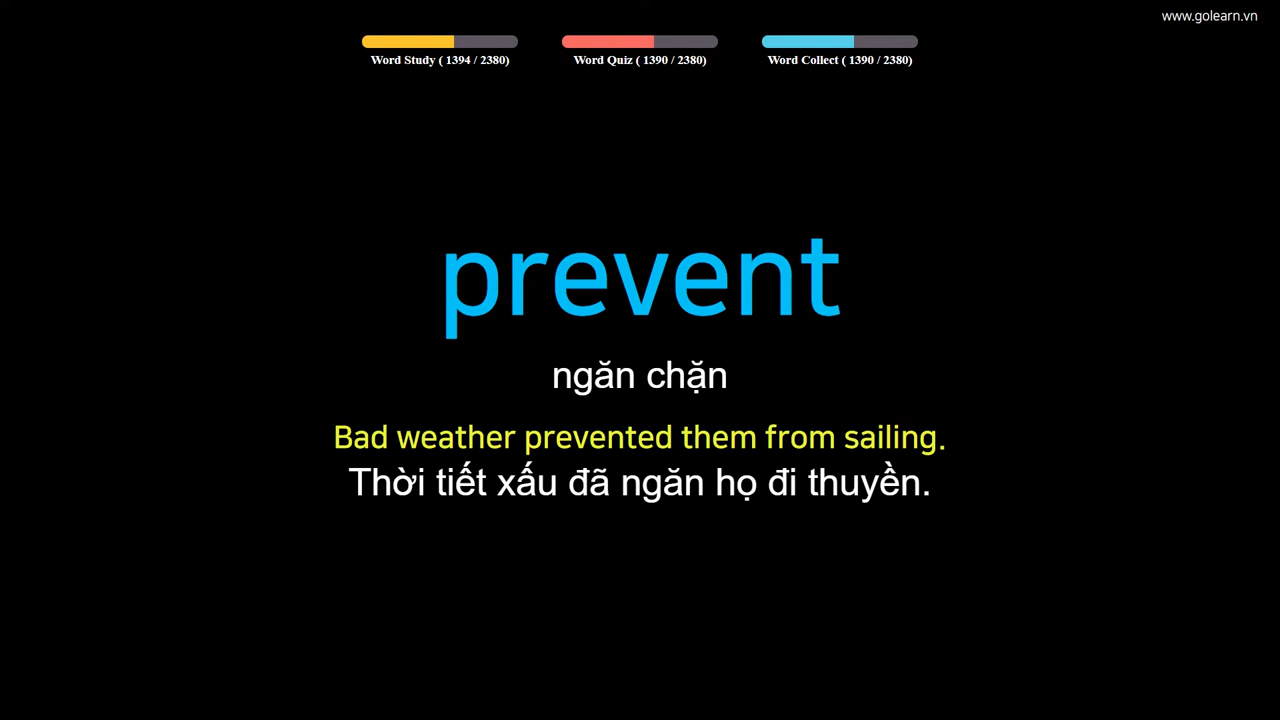 www.golearn.vn
Word Study ( 1394 / 2380)
Word Quiz ( 1390 / 2380)
Word Collect ( 1390 / 2380)
prevent
ngăn chặn
Bad weather prevented them from sailing.
Thời tiết xấu đã ngăn họ đi thuyền.